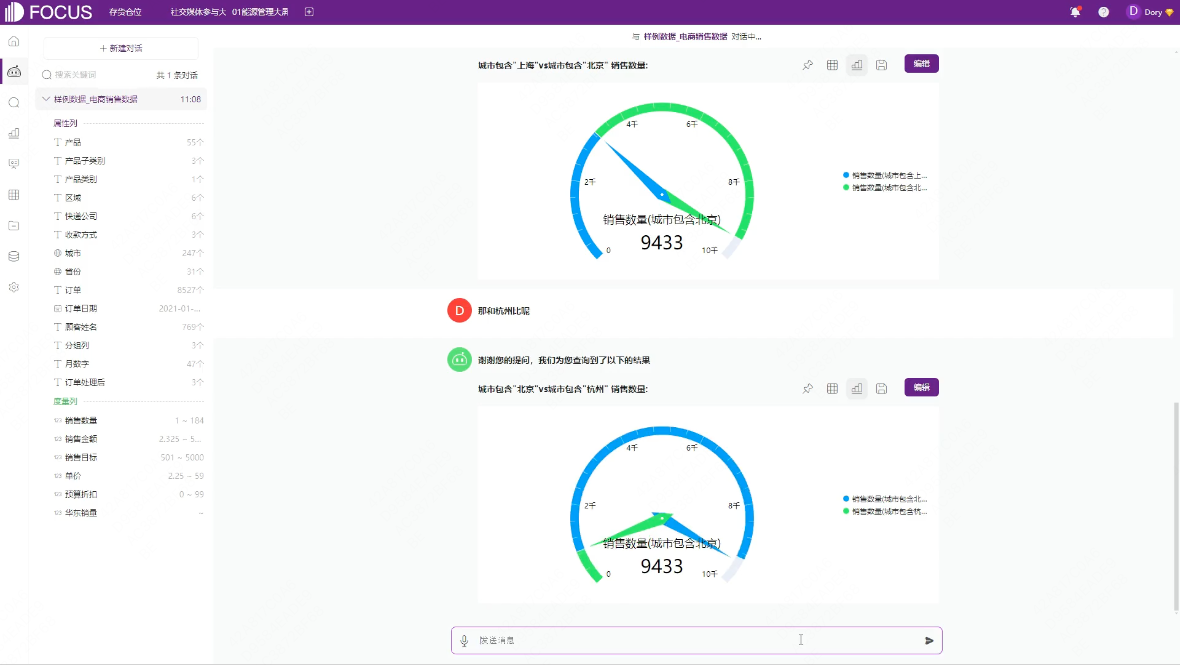 FOCUS 存货仓位 社交媒体参与大 01能源管理大屏 D Dory
与 样例数据_电商销售数据 对话中...
+ 新建对话
搜索关键词 共 1 条对话
样例数据_电商销售数据 11:08
属性列
产品 55个
产品子类别 3个
产品类别 1个
区域 6个
快递公司 6个
收款方式 3个
城市 247个
省份 31个
订单 8527个
订单日期 2021-01-...
顾客姓名 769个
分组列 3个
月数字 47个
订单处理后 3个
度量列
销售数量 1 ~ 184
销售金额 2.325 ~ 5...
销售目标 501 ~ 5000
单价 2.25 ~ 59
预算折扣 0 ~ 99
华东销量 --
城市包含"上海"vs城市包含"北京" 销售数量:
编辑
4千 6千
2千 8千
0 10千
销售数量(城市包含北京)
9433
销售数量(城市包含上...
销售数量(城市包含北...
D 那和杭州比呢
谢谢您的提问，我们为您查询到了以下的结果
城市包含"北京"vs城市包含"杭州" 销售数量:
编辑
4千 6千
2千 8千
0 10千
销售数量(城市包含北京)
9433
销售数量(城市包含北...
销售数量(城市包含杭...
发送消息